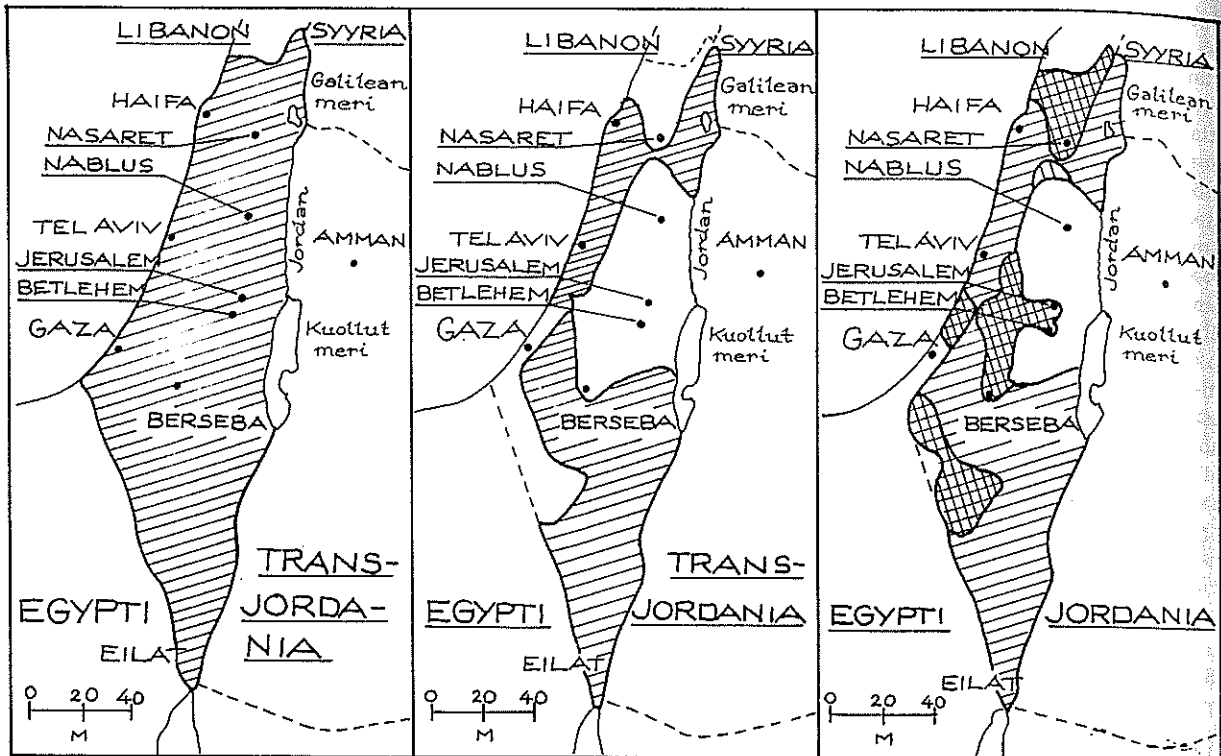 LIBANON
SYYRIA
Galilean
meri
HAIFA
NASARET
NABLUS
TEL AVIV
Jordan
AMMAN
JERUSALEM
BETLEHEM
GAZA
Kuollut
meri
BERSEBA
TRANS-
JORDA-
NIA
EGYPTI
EILA
0 20 40
M
LIBANON
SYYRIA
Galilean
meri
HAIFA
NASARET
NABLUS
TEL AVIV
Jordan
AMMAN
JERUSALEM
BETLEHEM
GAZA
Kuollut
meri
BERSEBA
TRANS-
JORDANIA
EGYPTI
EILAT
0 20 40
M
LIBANON
SYYRIA
Galilean
meri
HAIFA
NASARET
NABLUS
TEL AVIV
Jordan
AMMAN
JERUSALEM
BETLEHEM
GAZA
Kuollut
meri
BERSEBA
EGYPTI
JORDANIA
EILAT
0 20 40
M